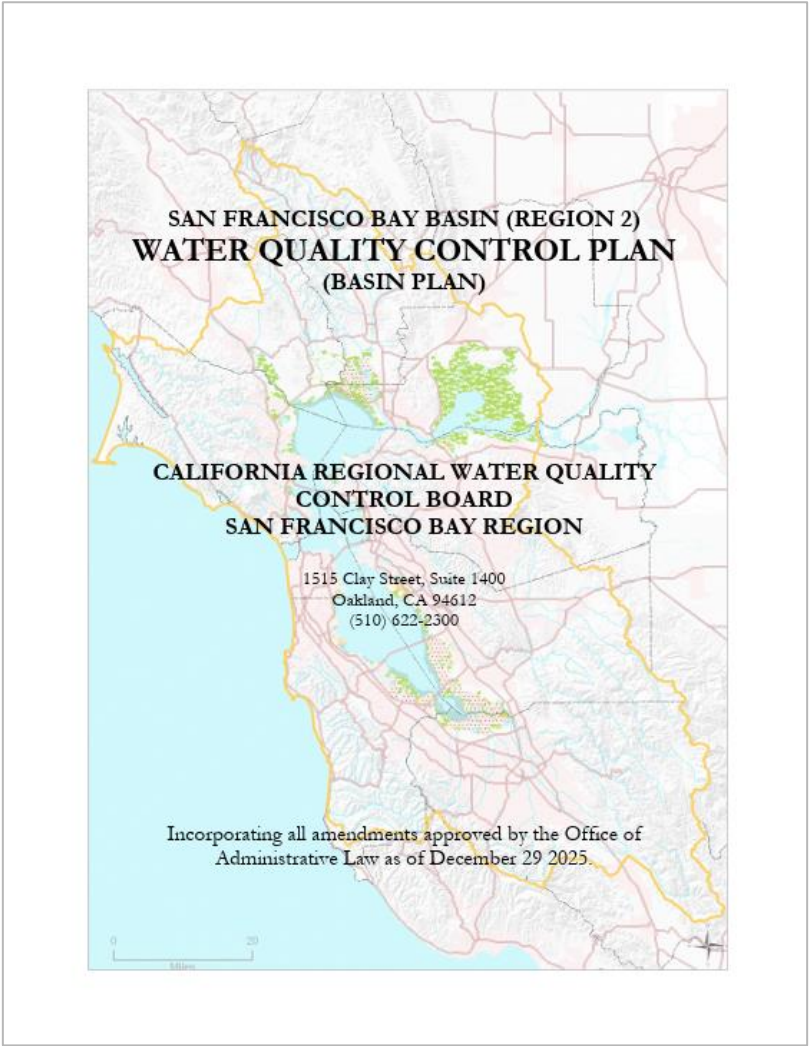 SAN FRANCISCO BAY BASIN (REGION 2)
WATER QUALITY CONTROL PLAN
(BASIN PLAN)
CALIFORNIA REGIONAL WATER QUALITY
CONTROL BOARD
SAN FRANCISCO BAY REGION
1515 Clay Street, Suite 1400
Oakland, CA 94612
(510) 622-2300
Incorporating all amendments approved by the Office of
Administrative Law as of December 29 2025.
0 20
Miles